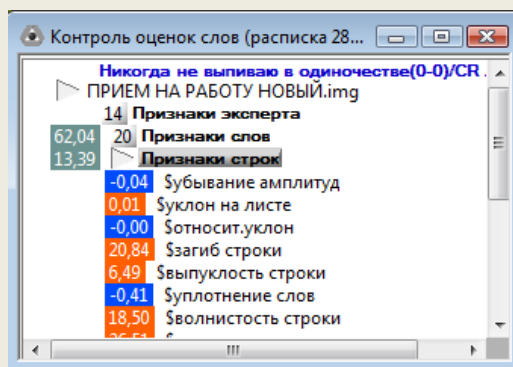 Контроль оценок слов (расписка 28...
Никогда не выпиваю в одиночестве(0-0)/CR .
ПРИЕМ НА РАБОТУ НОВЫЙ.img
14 Признаки эксперта
62,04 20 Признаки слов
13,39 Признаки строк
-0,04 $убывание амплитуд
0,01 $уклон на листе
-0,00 $относит.уклон
20,84 $загиб строки
6,49 $выпуклость строки
-0,41 $уплотнение слов
18,50 $волнистость строки